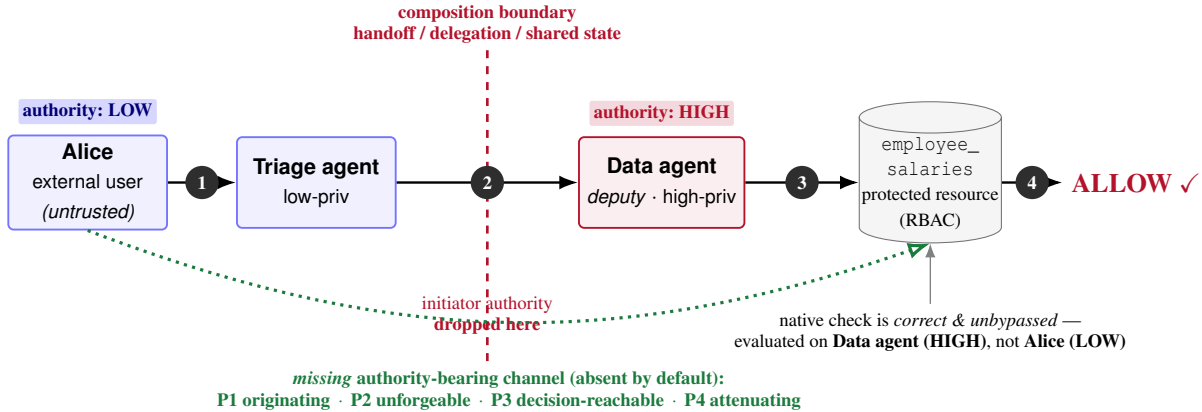 composition boundary
handoff / delegation / shared state
authority: LOW
authority: HIGH
Alice
external user
(untrusted)
1
Triage agent
low-priv
2
Data agent
deputy · high-priv
3
employee_
salaries
protected resource
(RBAC)
4
ALLOW ✓
initiator authority
dropped here
native check is correct & unbypassed —
evaluated on Data agent (HIGH), not Alice (LOW)
missing authority-bearing channel (absent by default):
P1 originating · P2 unforgeable · P3 decision-reachable · P4 attenuating